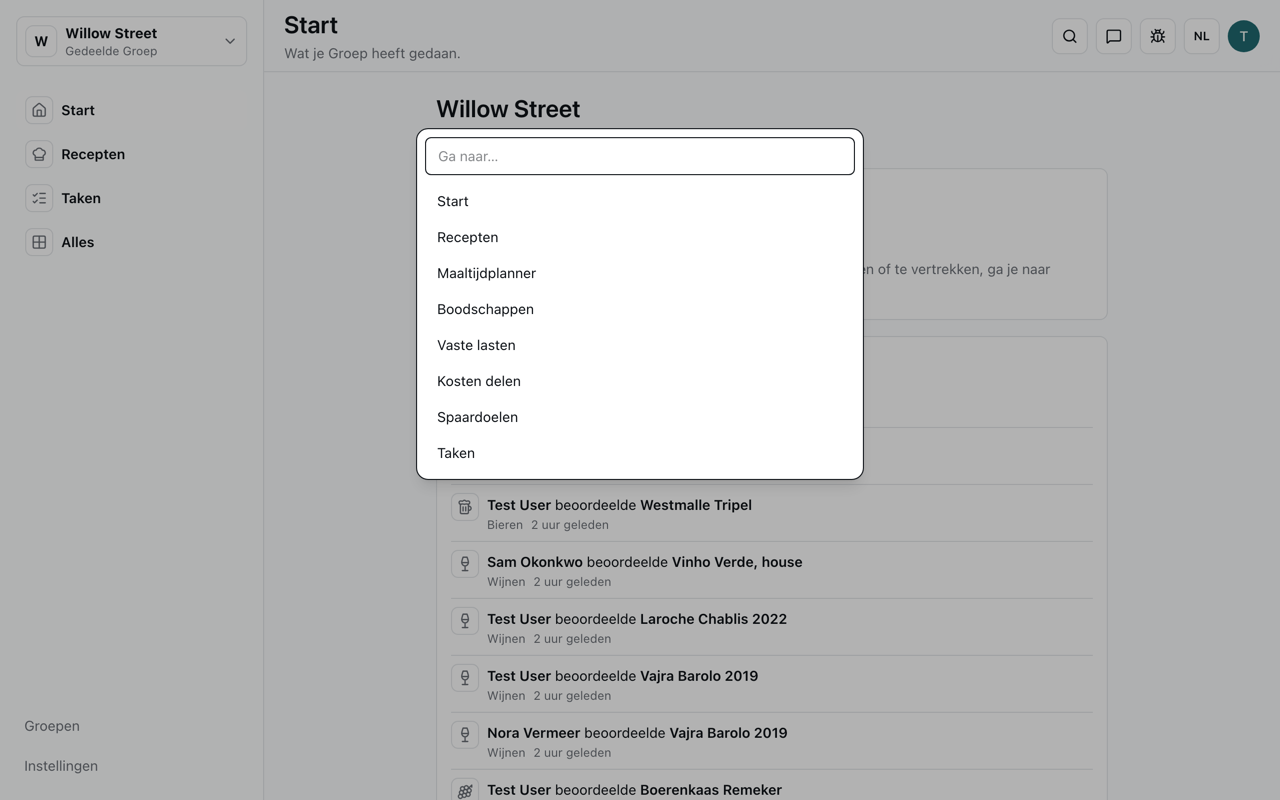 W
Willow Street
Gedeelde Groep
Start
Recepten
Taken
Alles
Groepen
Instellingen
Start
Wat je Groep heeft gedaan.
NL
T
Willow Street
Ga naar...
Start
Recepten
Maaltijdplanner
Boodschappen
Vaste lasten
Kosten delen
Spaardoelen
Taken
of te vertrekken, ga je naar
Test User beoordeelde Westmalle Tripel
Bieren 2 uur geleden
Sam Okonkwo beoordeelde Vinho Verde, house
Wijnen 2 uur geleden
Test User beoordeelde Laroche Chablis 2022
Wijnen 2 uur geleden
Test User beoordeelde Vajra Barolo 2019
Wijnen 2 uur geleden
Nora Vermeer beoordeelde Vajra Barolo 2019
Wijnen 2 uur geleden
Test User beoordeelde Boerenkaas Remeker